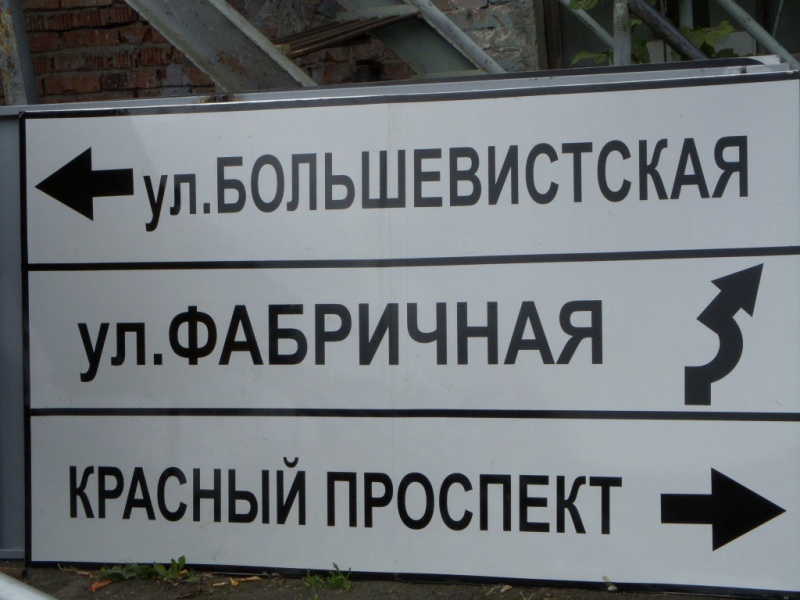 ул.БОЛЬШЕВИСТСКАЯ
ул.ФАБРИЧНАЯ
КРАСНЫЙ ПРОСПЕКТ